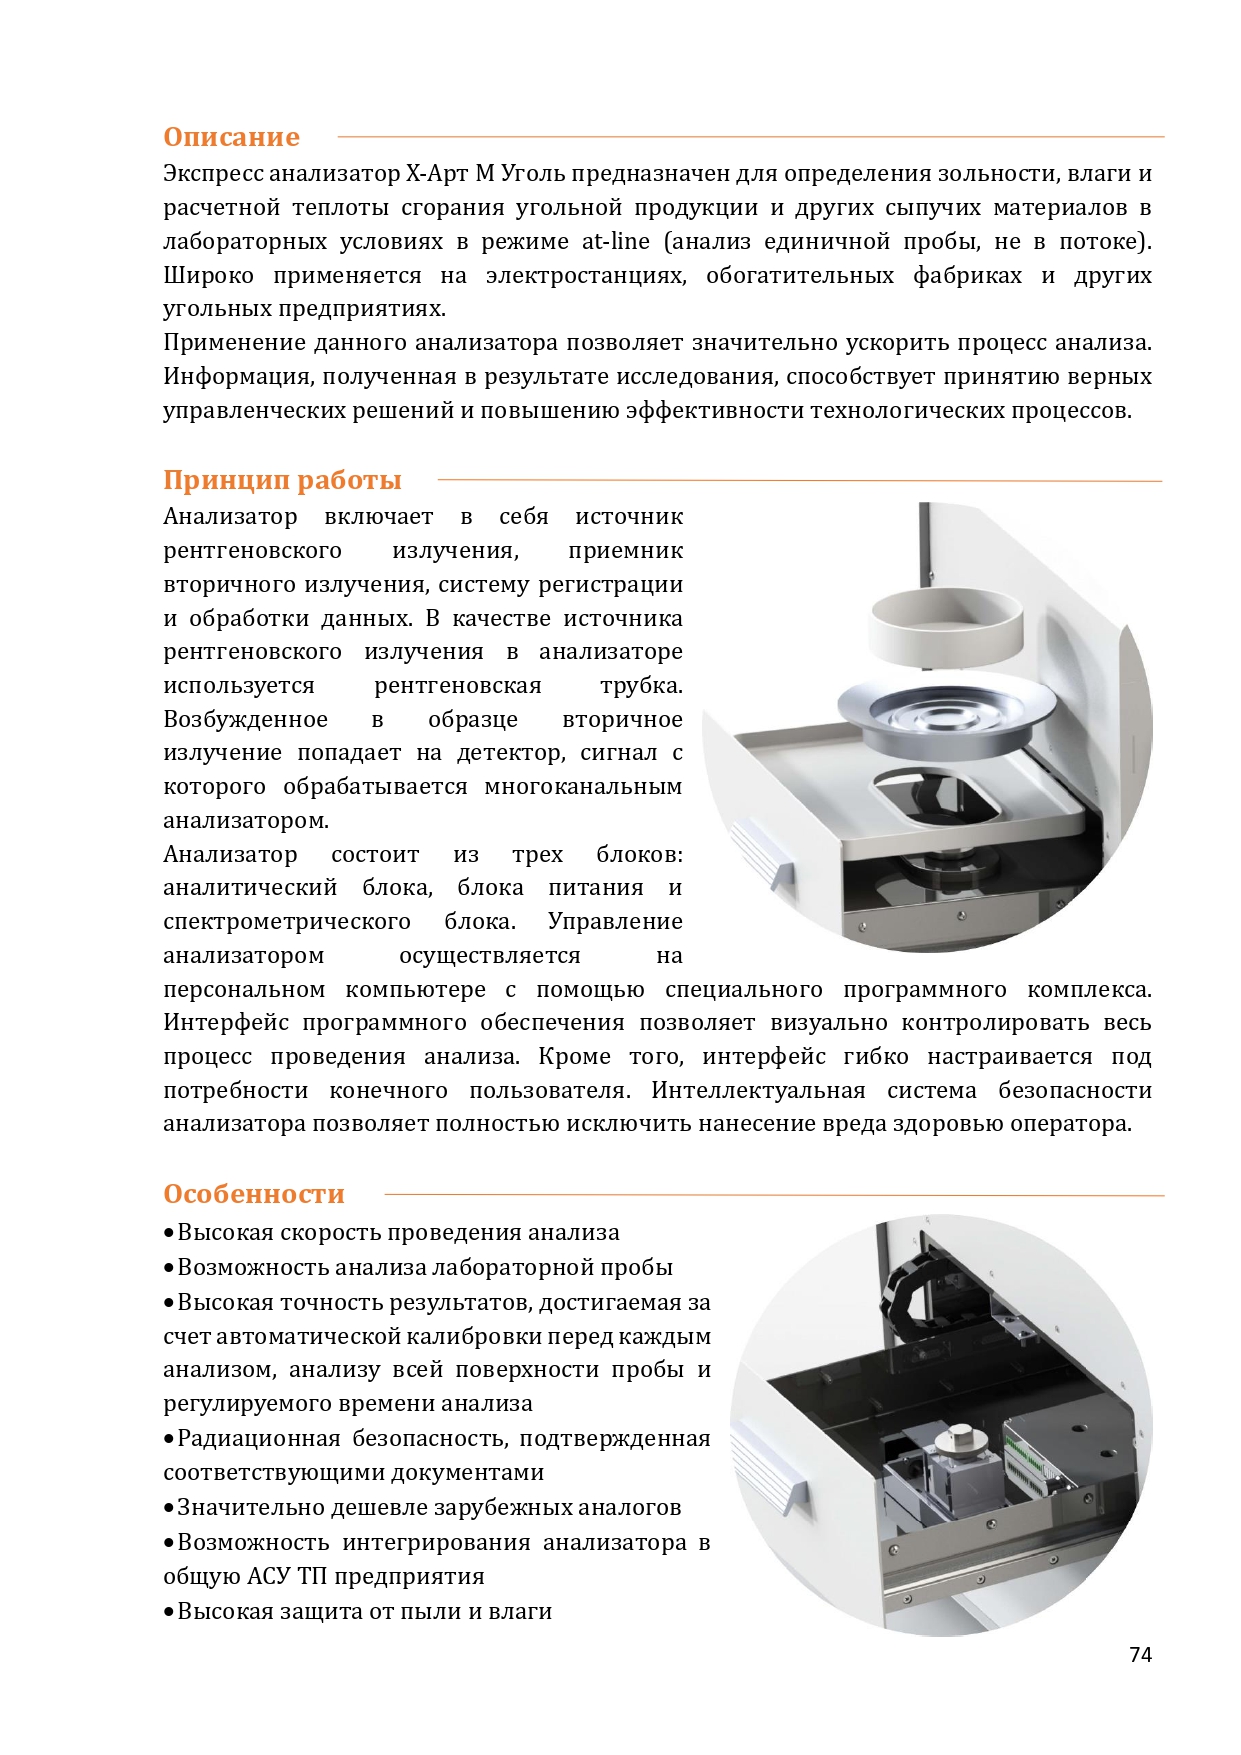 Описание
Экспресс анализатор Х-Арт М Уголь предназначен для определения зольности, влаги и
расчетной теплоты сгорания угольной продукции и других сыпучих материалов в
лабораторных условиях в режиме at-line (анализ единичной пробы, не в потоке).
Широко применяется на электростанциях, обогатительных фабриках и других
угольных предприятиях.
Применение данного анализатора позволяет значительно ускорить процесс анализа.
Информация, полученная в результате исследования, способствует принятию верных
управленческих решений и повышению эффективности технологических процессов.
Принцип работы
Анализатор включает в себя источник
рентгеновского излучения, приемник
вторичного излучения, систему регистрации
и обработки данных. В качестве источника
рентгеновского излучения в анализаторе
используется рентгеновская трубка.
Возбужденное в образце вторичное
излучение попадает на детектор, сигнал с
которого обрабатывается многоканальным
анализатором.
Анализатор состоит из трех блоков:
аналитический блока, блока питания и
спектрометрического блока. Управление
анализатором осуществляется на
персональном компьютере с помощью специального программного комплекса.
Интерфейс программного обеспечения позволяет визуально контролировать весь
процесс проведения анализа. Кроме того, интерфейс гибко настраивается под
потребности конечного пользователя. Интеллектуальная система безопасности
анализатора позволяет полностью исключить нанесение вреда здоровью оператора.
Особенности
•Высокая скорость проведения анализа
•Возможность анализа лабораторной пробы
•Высокая точность результатов, достигаемая за
счет автоматической калибровки перед каждым
анализом, анализу всей поверхности пробы и
регулируемого времени анализа
•Радиационная безопасность, подтвержденная
соответствующими документами
•Значительно дешевле зарубежных аналогов
•Возможность интегрирования анализатора в
общую АСУ ТП предприятия
•Высокая защита от пыли и влаги
74